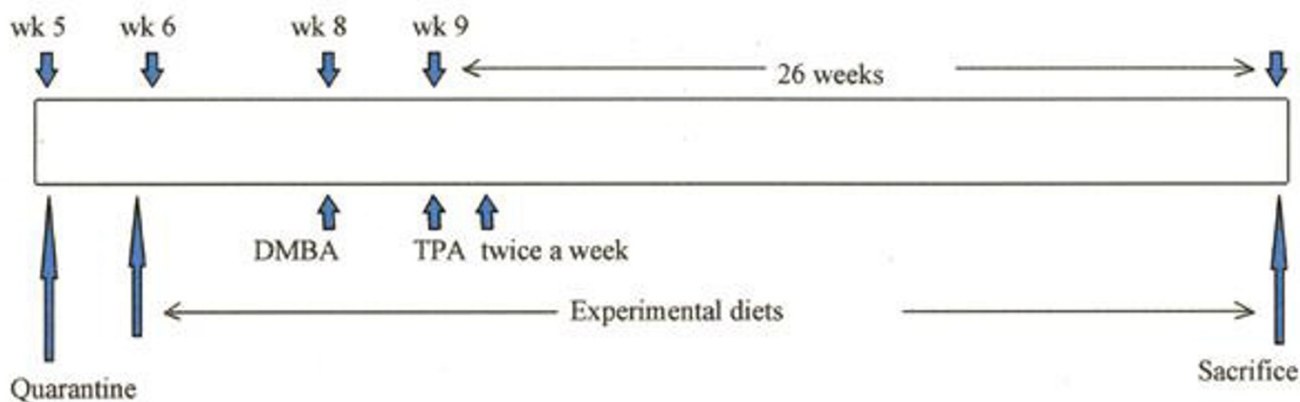 wk 5 wk 6 wk 8 wk 9
26 weeks
DMBA TPA twice a week
Experimental diets
Quarantine Sacrifice